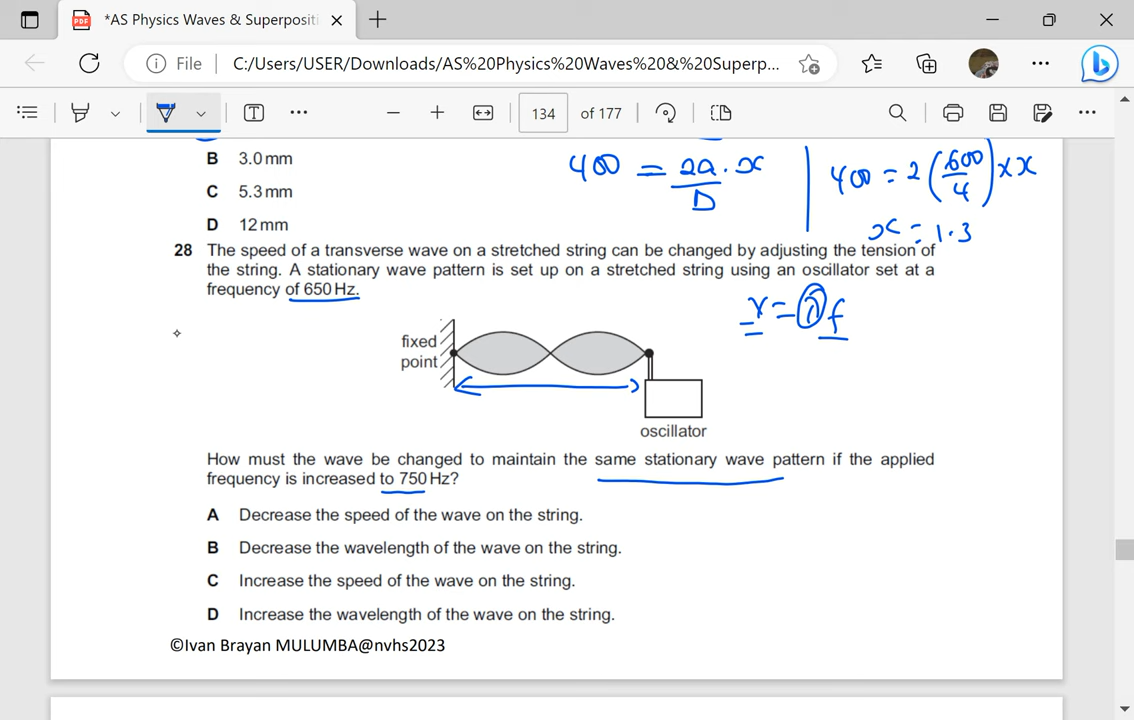 *AS Physics Waves & Superpositi
File
C:/Users/USER/Downloads/AS%20Physics%20Waves%20&%20Superp...
134 of 177
B 3.0 mm
C 5.3 mm
D 12 mm
400 = 2a·x/D
400 = 2(600/4) × x
x = 1.3
28 The speed of a transverse wave on a stretched string can be changed by adjusting the tension of
the string. A stationary wave pattern is set up on a stretched string using an oscillator set at a
frequency of 650 Hz.
v = λf
fixed
point
oscillator
How must the wave be changed to maintain the same stationary wave pattern if the applied
frequency is increased to 750 Hz?
A Decrease the speed of the wave on the string.
B Decrease the wavelength of the wave on the string.
C Increase the speed of the wave on the string.
D Increase the wavelength of the wave on the string.
©Ivan Brayan MULUMBA@nvhs2023